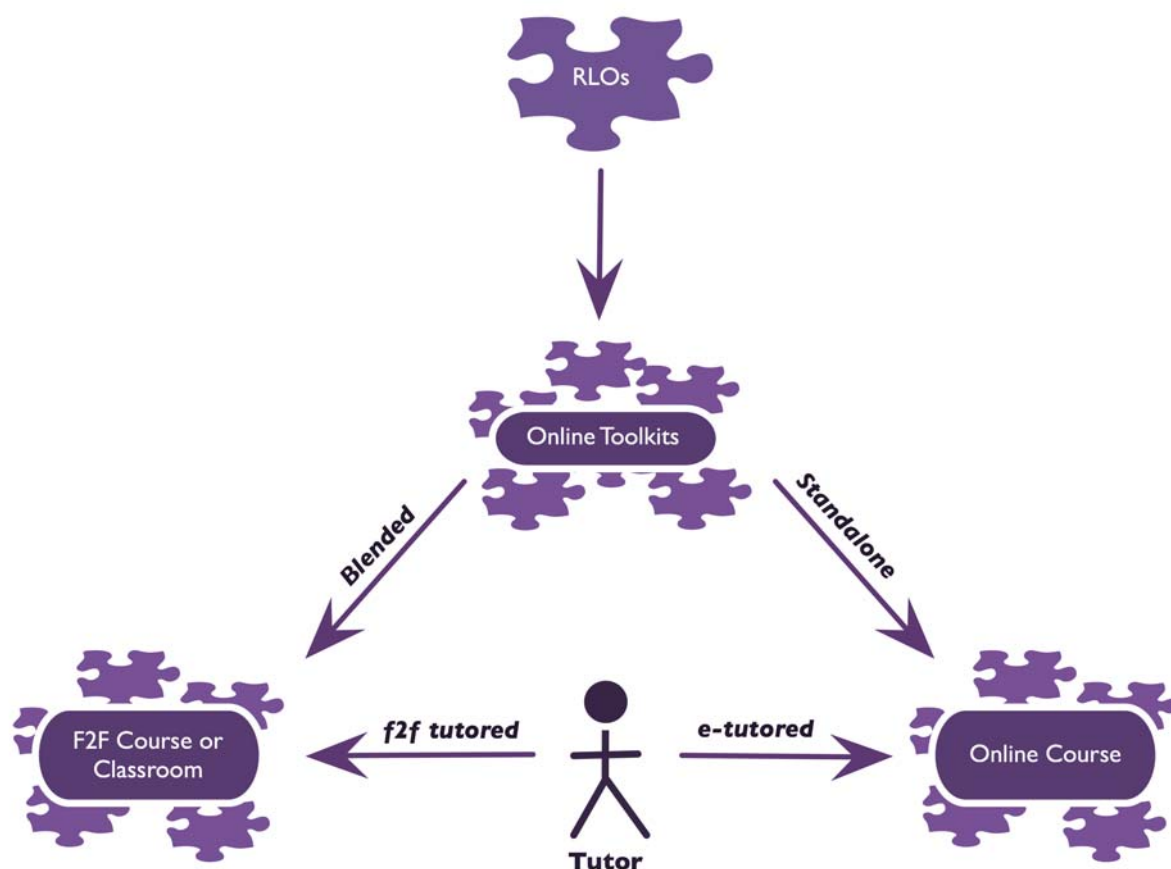 RLOs
Online Toolkits
Blended
Standalone
F2F Course or
Classroom
f2f tutored
e-tutored
Online Course
Tutor